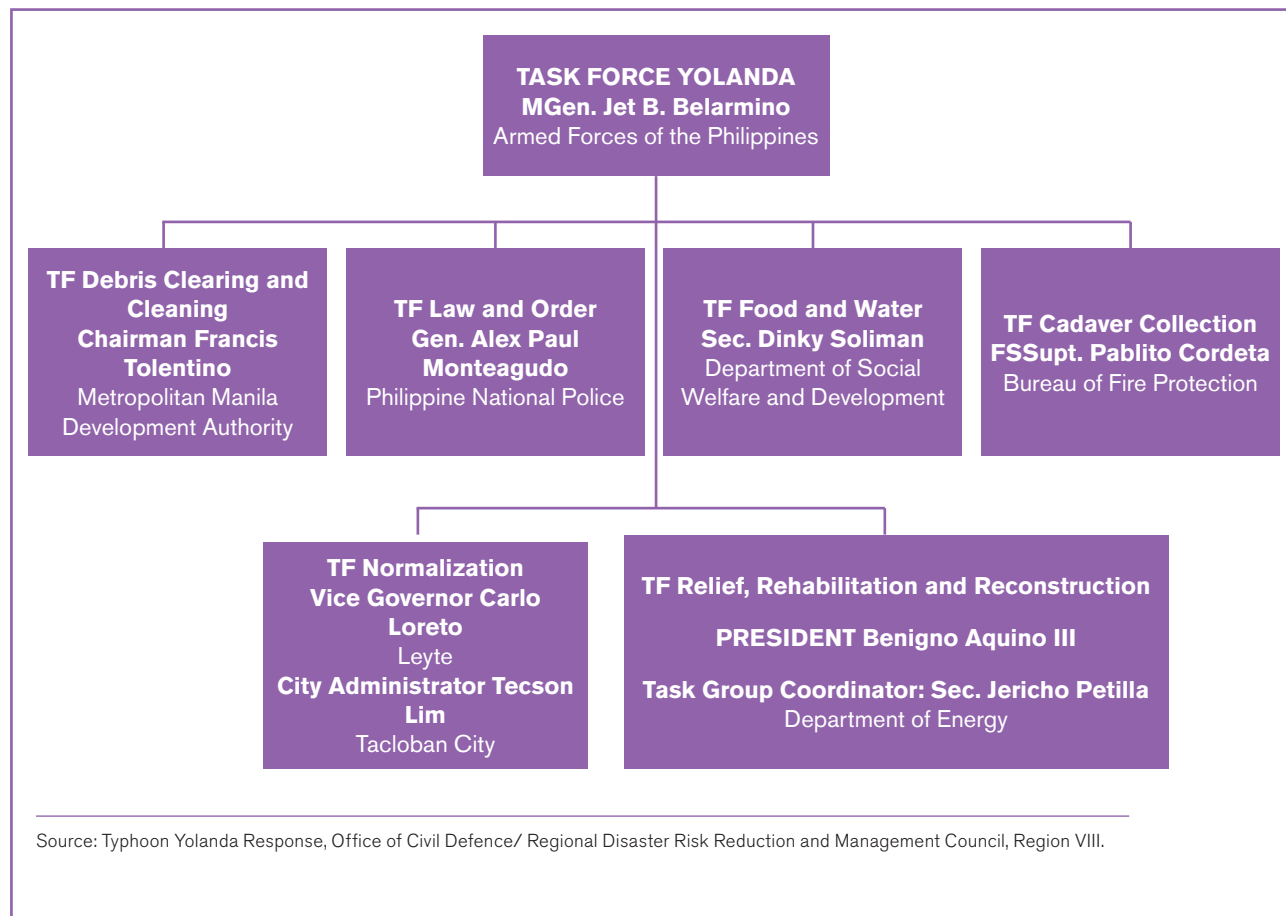 TASK FORCE YOLANDA
MGen. Jet B. Belarmino
Armed Forces of the Philippines
TF Debris Clearing and
Cleaning
Chairman Francis
Tolentino
Metropolitan Manila
Development Authority
TF Law and Order
Gen. Alex Paul
Monteagudo
Philippine National Police
TF Food and Water
Sec. Dinky Soliman
Department of Social
Welfare and Development
TF Cadaver Collection
FSSupt. Pablito Cordeta
Bureau of Fire Protection
TF Normalization
Vice Governor Carlo
Loreto
Leyte
City Administrator Tecson
Lim
Tacloban City
TF Relief, Rehabilitation and Reconstruction
PRESIDENT Benigno Aquino III
Task Group Coordinator: Sec. Jericho Petilla
Department of Energy
Source: Typhoon Yolanda Response, Office of Civil Defence/ Regional Disaster Risk Reduction and Management Council, Region VIII.